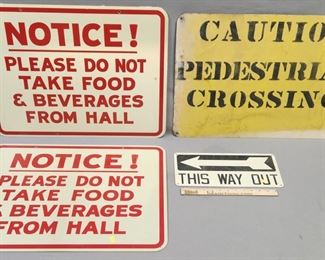 NOTICE!
PLEASE DO NOT
TAKE FOOD
& BEVERAGES
FROM HALL
CAUTIO
PEDESTRIA
CROSSING
NOTICE!
PLEASE DO NOT
TAKE FOOD
& BEVERAGES
FROM HALL
THIS WAY OUT